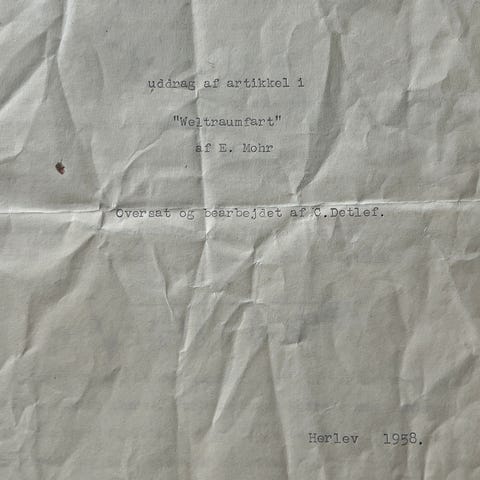 uddrag af artikkel i
"Weltraumfart"
af E. Mohr
Oversat og bearbejdet af C.Detlef.
Herlev 1958.